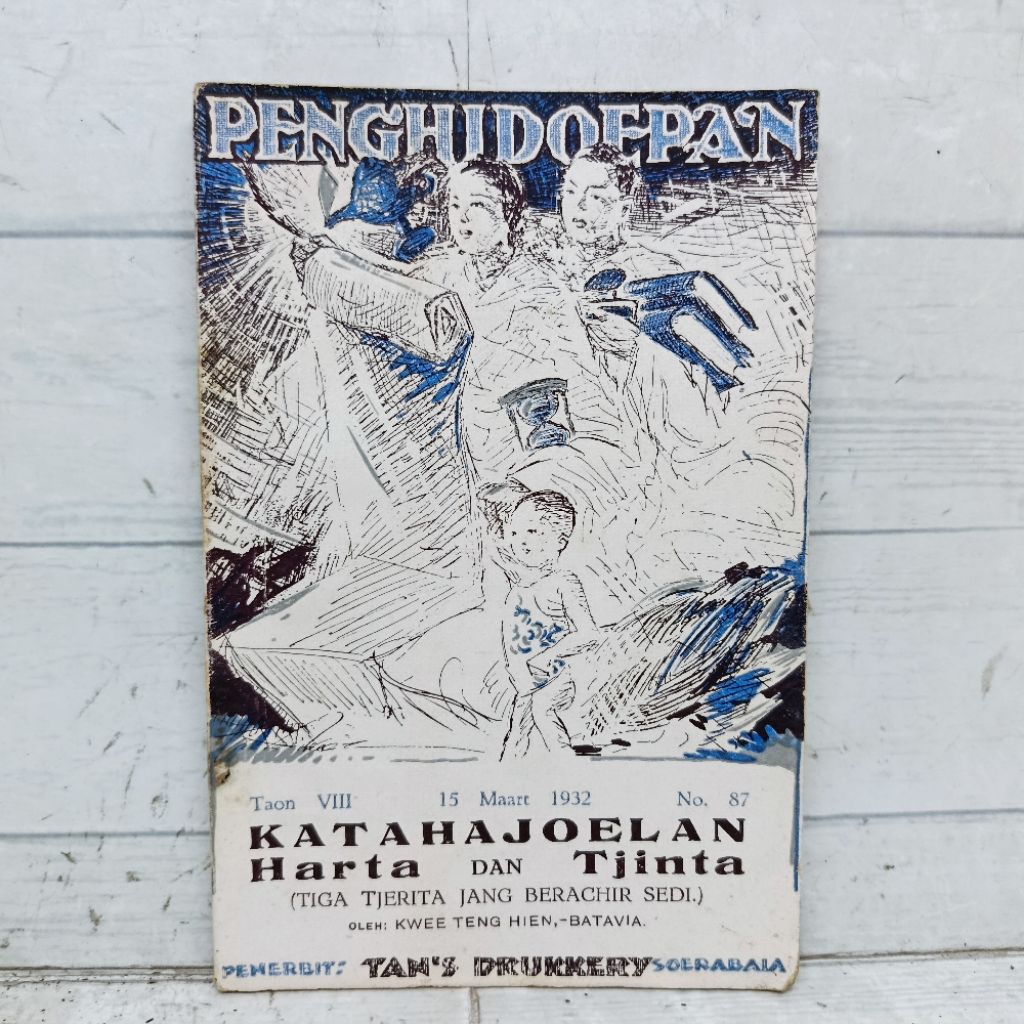 PENGHIDOEPAN
Taon VIII 15 Maart 1932 No. 87
KATAHAJOELAN
Harta DAN Tjinta
(TIGA TJERITA JANG BERACHIR SEDI.)
OLEH: KWEE TENG HIEN,-BATAVIA.
PENERBIT: TAN'S DRUKKERY SOERABAIA